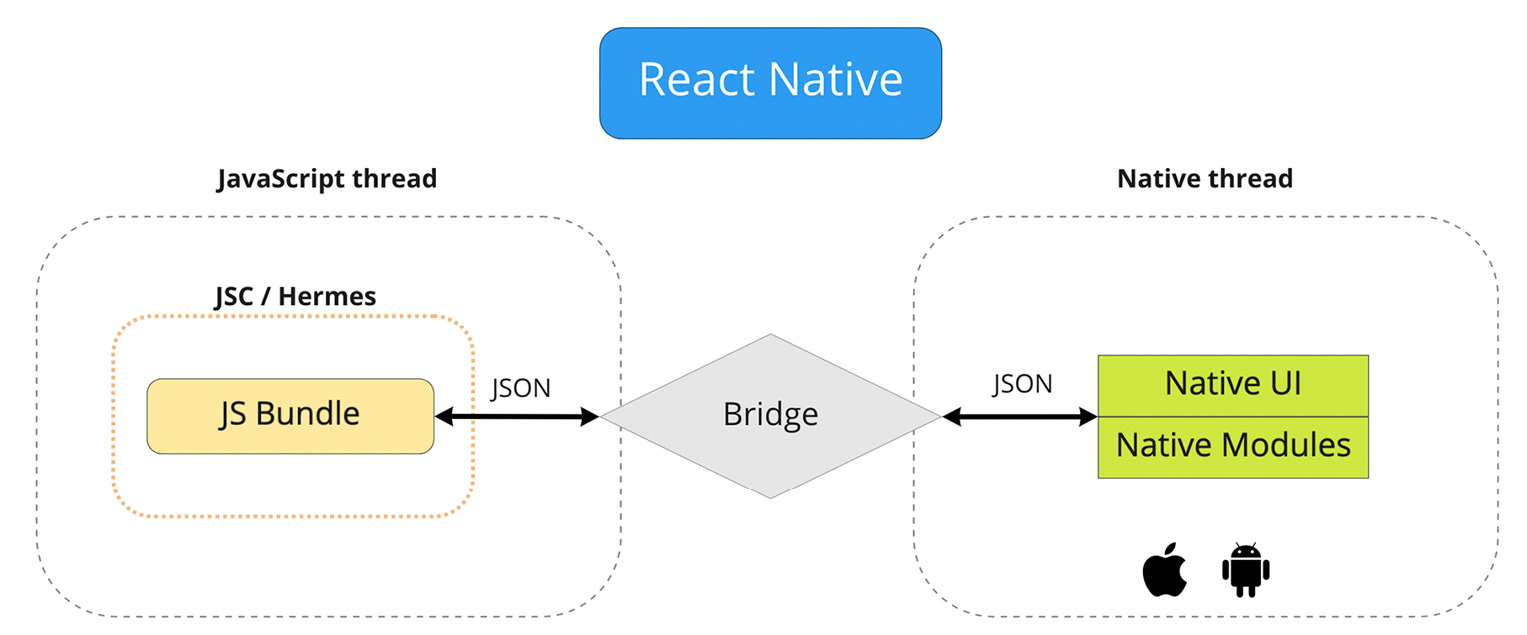 React Native
JavaScript thread
Native thread
JSC / Hermes
JS Bundle
JSON
Bridge
JSON
Native UI
Native Modules